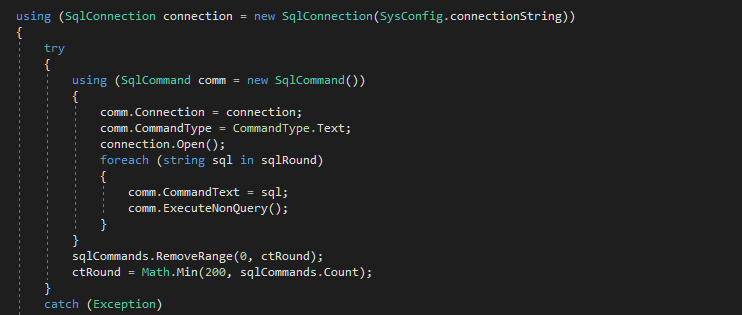 using (SqlConnection connection = new SqlConnection(SysConfig.connectionString))
{
try
{
using (SqlCommand comm = new SqlCommand())
{
comm.Connection = connection;
comm.CommandType = CommandType.Text;
connection.Open();
foreach (string sql in sqlRound)
{
comm.CommandText = sql;
comm.ExecuteNonQuery();
}
}
sqlCommands.RemoveRange(0, ctRound);
ctRound = Math.Min(200, sqlCommands.Count);
}
catch (Exception)